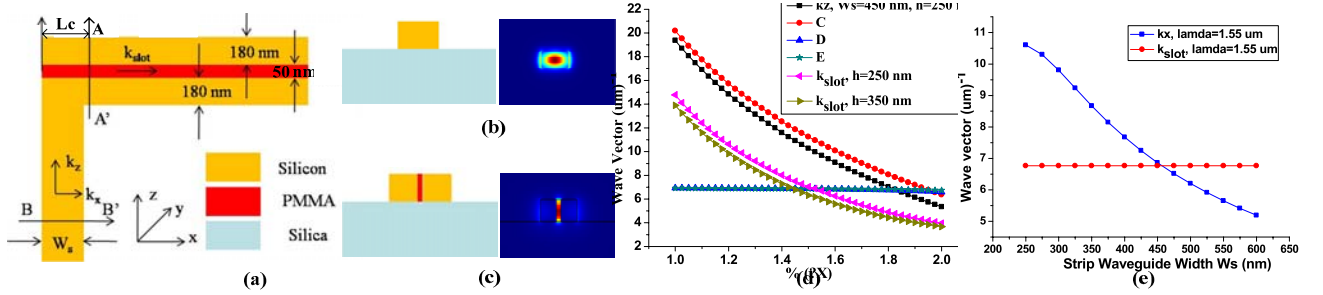 Lc
A
k_slot
180 nm
50 nm
180 nm
A'
k_z
k_x
B
B'
W_s
z
y
x
Silicon
PMMA
Silica
(a)
(b)
(c)
kz, Ws=450 nm, h=250
C
D
E
k_slot, h=250 nm
k_slot, h=350 nm
Wave Vector (um)⁻¹
22
20
18
16
14
12
10
8
6
4
2
1.0
1.2
1.4
1.6
1.8
2.0
(d)
kx, lamda=1.55 um
k_slot, lamda=1.55 um
Wave vector (um)⁻¹
11
10
9
8
7
6
5
200
250
300
350
400
450
500
550
600
650
Strip Waveguide Width Ws (nm)
(e)